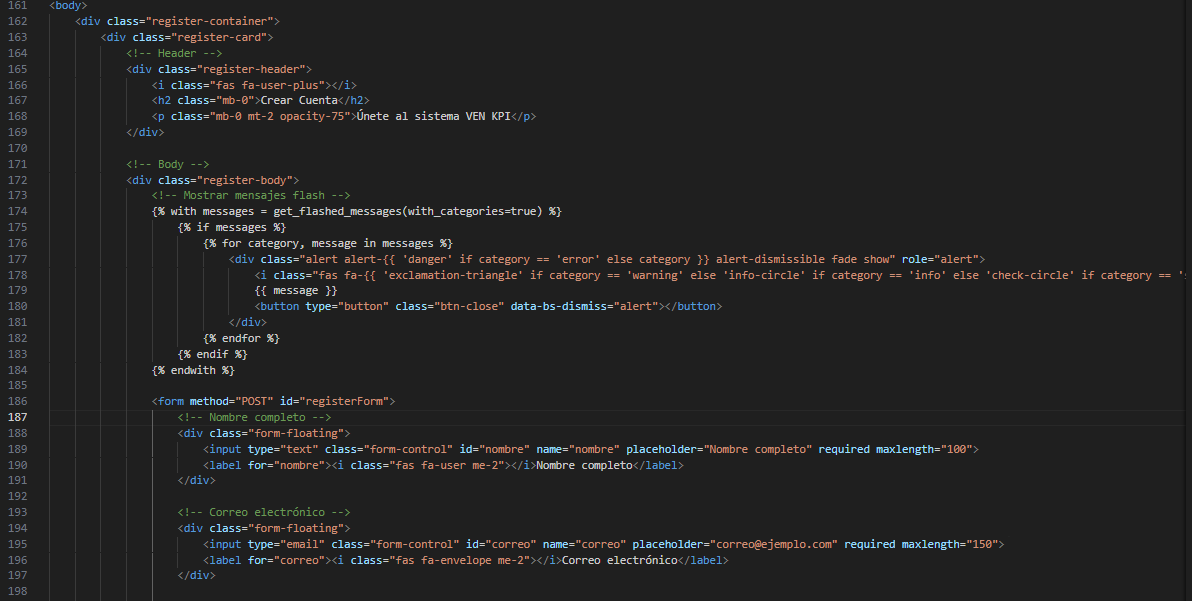 161 <body>
162 <div class="register-container">
163 <div class="register-card">
164 <!-- Header -->
165 <div class="register-header">
166 <i class="fas fa-user-plus"></i>
167 <h2 class="mb-0">Crear Cuenta</h2>
168 <p class="mb-0 mt-2 opacity-75">Únete al sistema VEN KPI</p>
169 </div>
170
171 <!-- Body -->
172 <div class="register-body">
173 <!-- Mostrar mensajes flash -->
174 {% with messages = get_flashed_messages(with_categories=true) %}
175 {% if messages %}
176 {% for category, message in messages %}
177 <div class="alert alert-{{ 'danger' if category == 'error' else category }} alert-dismissible fade show" role="alert">
178 <i class="fas fa-{{ 'exclamation-triangle' if category == 'warning' else 'info-circle' if category == 'info' else 'check-circle' if category == '
179 {{ message }}
180 <button type="button" class="btn-close" data-bs-dismiss="alert"></button>
181 </div>
182 {% endfor %}
183 {% endif %}
184 {% endwith %}
185
186 <form method="POST" id="registerForm">
187 <!-- Nombre completo -->
188 <div class="form-floating">
189 <input type="text" class="form-control" id="nombre" name="nombre" placeholder="Nombre completo" required maxlength="100">
190 <label for="nombre"><i class="fas fa-user me-2"></i>Nombre completo</label>
191 </div>
192
193 <!-- Correo electrónico -->
194 <div class="form-floating">
195 <input type="email" class="form-control" id="correo" name="correo" placeholder="correo@ejemplo.com" required maxlength="150">
196 <label for="correo"><i class="fas fa-envelope me-2"></i>Correo electrónico</label>
197 </div>
198